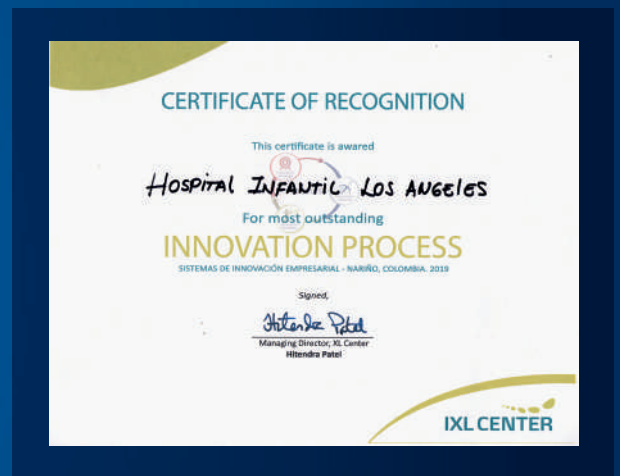 CERTIFICATE OF RECOGNITION
This certificate is awared
HOSPITAL INFANTIL LOS ANGELES
For most outstanding
INNOVATION PROCESS
SISTEMAS DE INNOVACIÓN EMPRESARIAL - NARIÑO, COLOMBIA. 2019
Signed,
Hitendra Patel
Managing Director, XL Center
Hitendra Patel
IXL CENTER